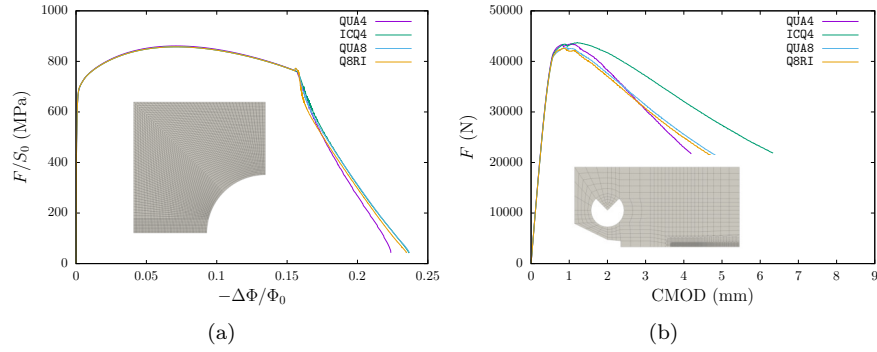 1000
800
600
400
200
0
F/S₀ (MPa)
QUA4
ICQ4
QUA8
Q8RI
0 0.05 0.1 0.15 0.2 0.25
−ΔΦ/Φ₀
(a)
50000
40000
30000
20000
10000
0
F (N)
QUA4
ICQ4
QUA8
Q8RI
0 1 2 3 4 5 6 7 8 9
CMOD (mm)
(b)